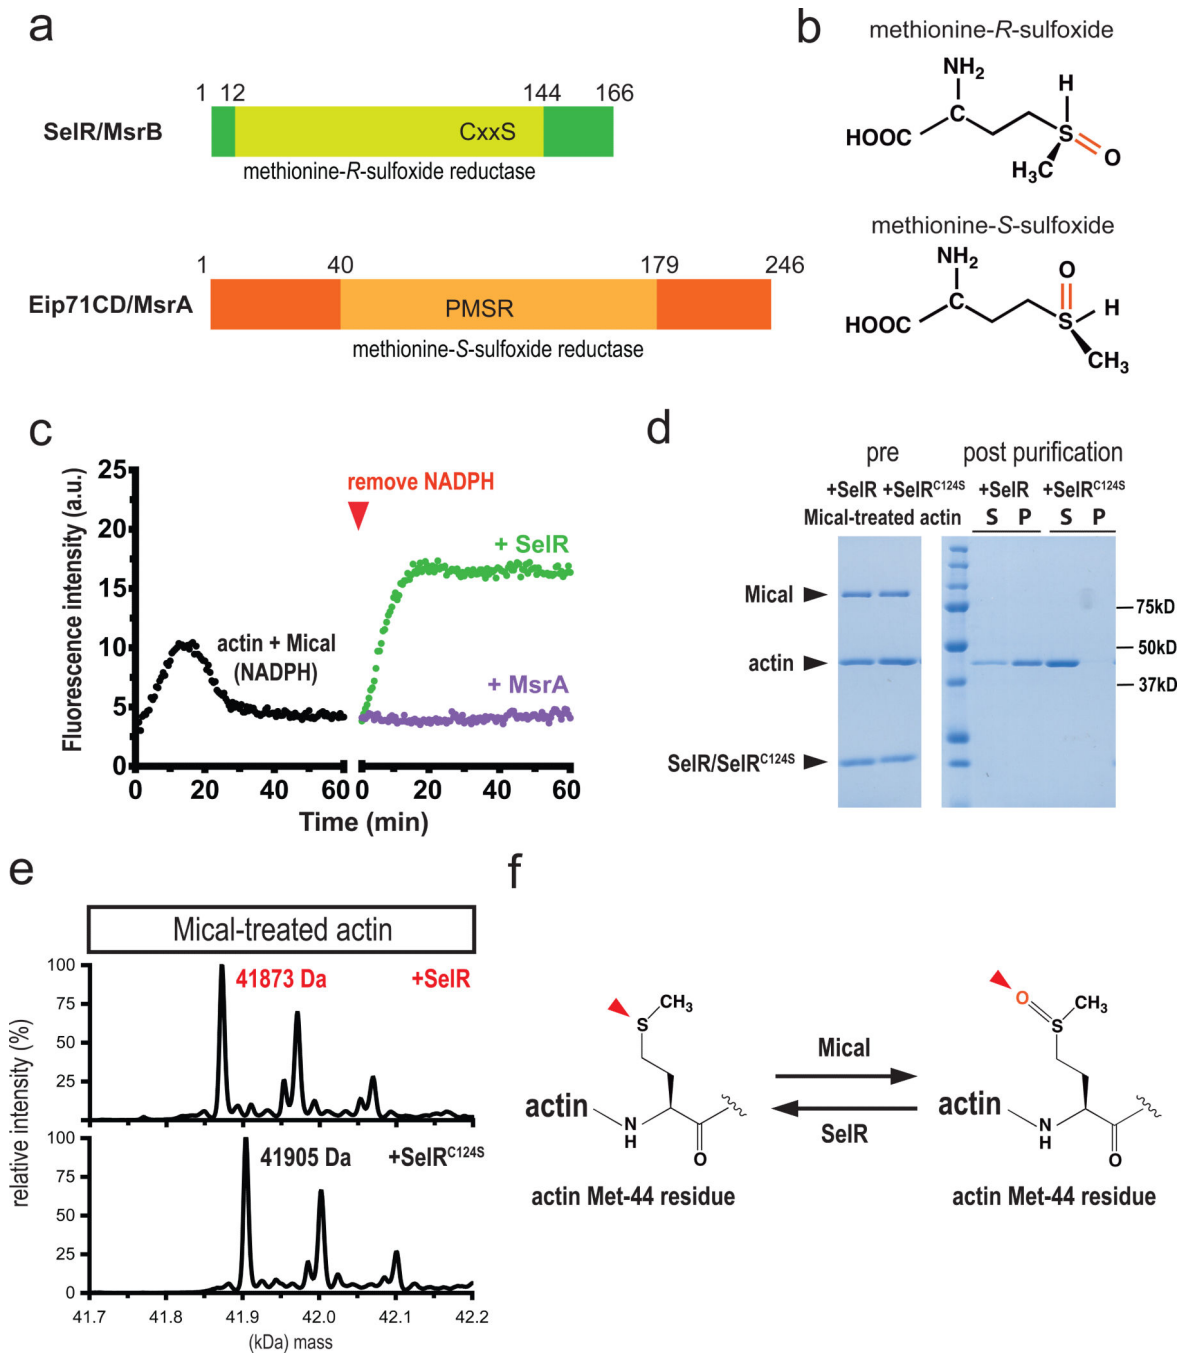 a
1 12 144 166
SelR/MsrB
CxxS
methionine-R-sulfoxide reductase
1 40 179 246
Eip71CD/MsrA
PMSR
methionine-S-sulfoxide reductase
b
methionine-R-sulfoxide
NH2
H
HOOC
C
S
O
H3C
methionine-S-sulfoxide
NH2
O
HOOC
C
S
H
CH3
c
Fluorescence intensity (a.u.)
25
20
15
10
5
0
remove NADPH
+ SelR
actin + Mical
(NADPH)
+ MsrA
0 20 40 60 0 20 40 60
Time (min)
d
pre
post purification
+SelR +SelRC124S
+SelR +SelRC124S
Mical-treated actin
S P S P
Mical
actin
SelR/SelRC124S
75kD
50kD
37kD
e
Mical-treated actin
relative intensity (%)
100
75
50
25
41873 Da
+SelR
100
75
50
25
0
41905 Da
+SelRC124S
41.7 41.8 41.9 42.0 42.1 42.2
(kDa) mass
f
S
CH3
actin
N
H
O
actin Met-44 residue
Mical
SelR
O
S
CH3
actin
N
H
O
actin Met-44 residue